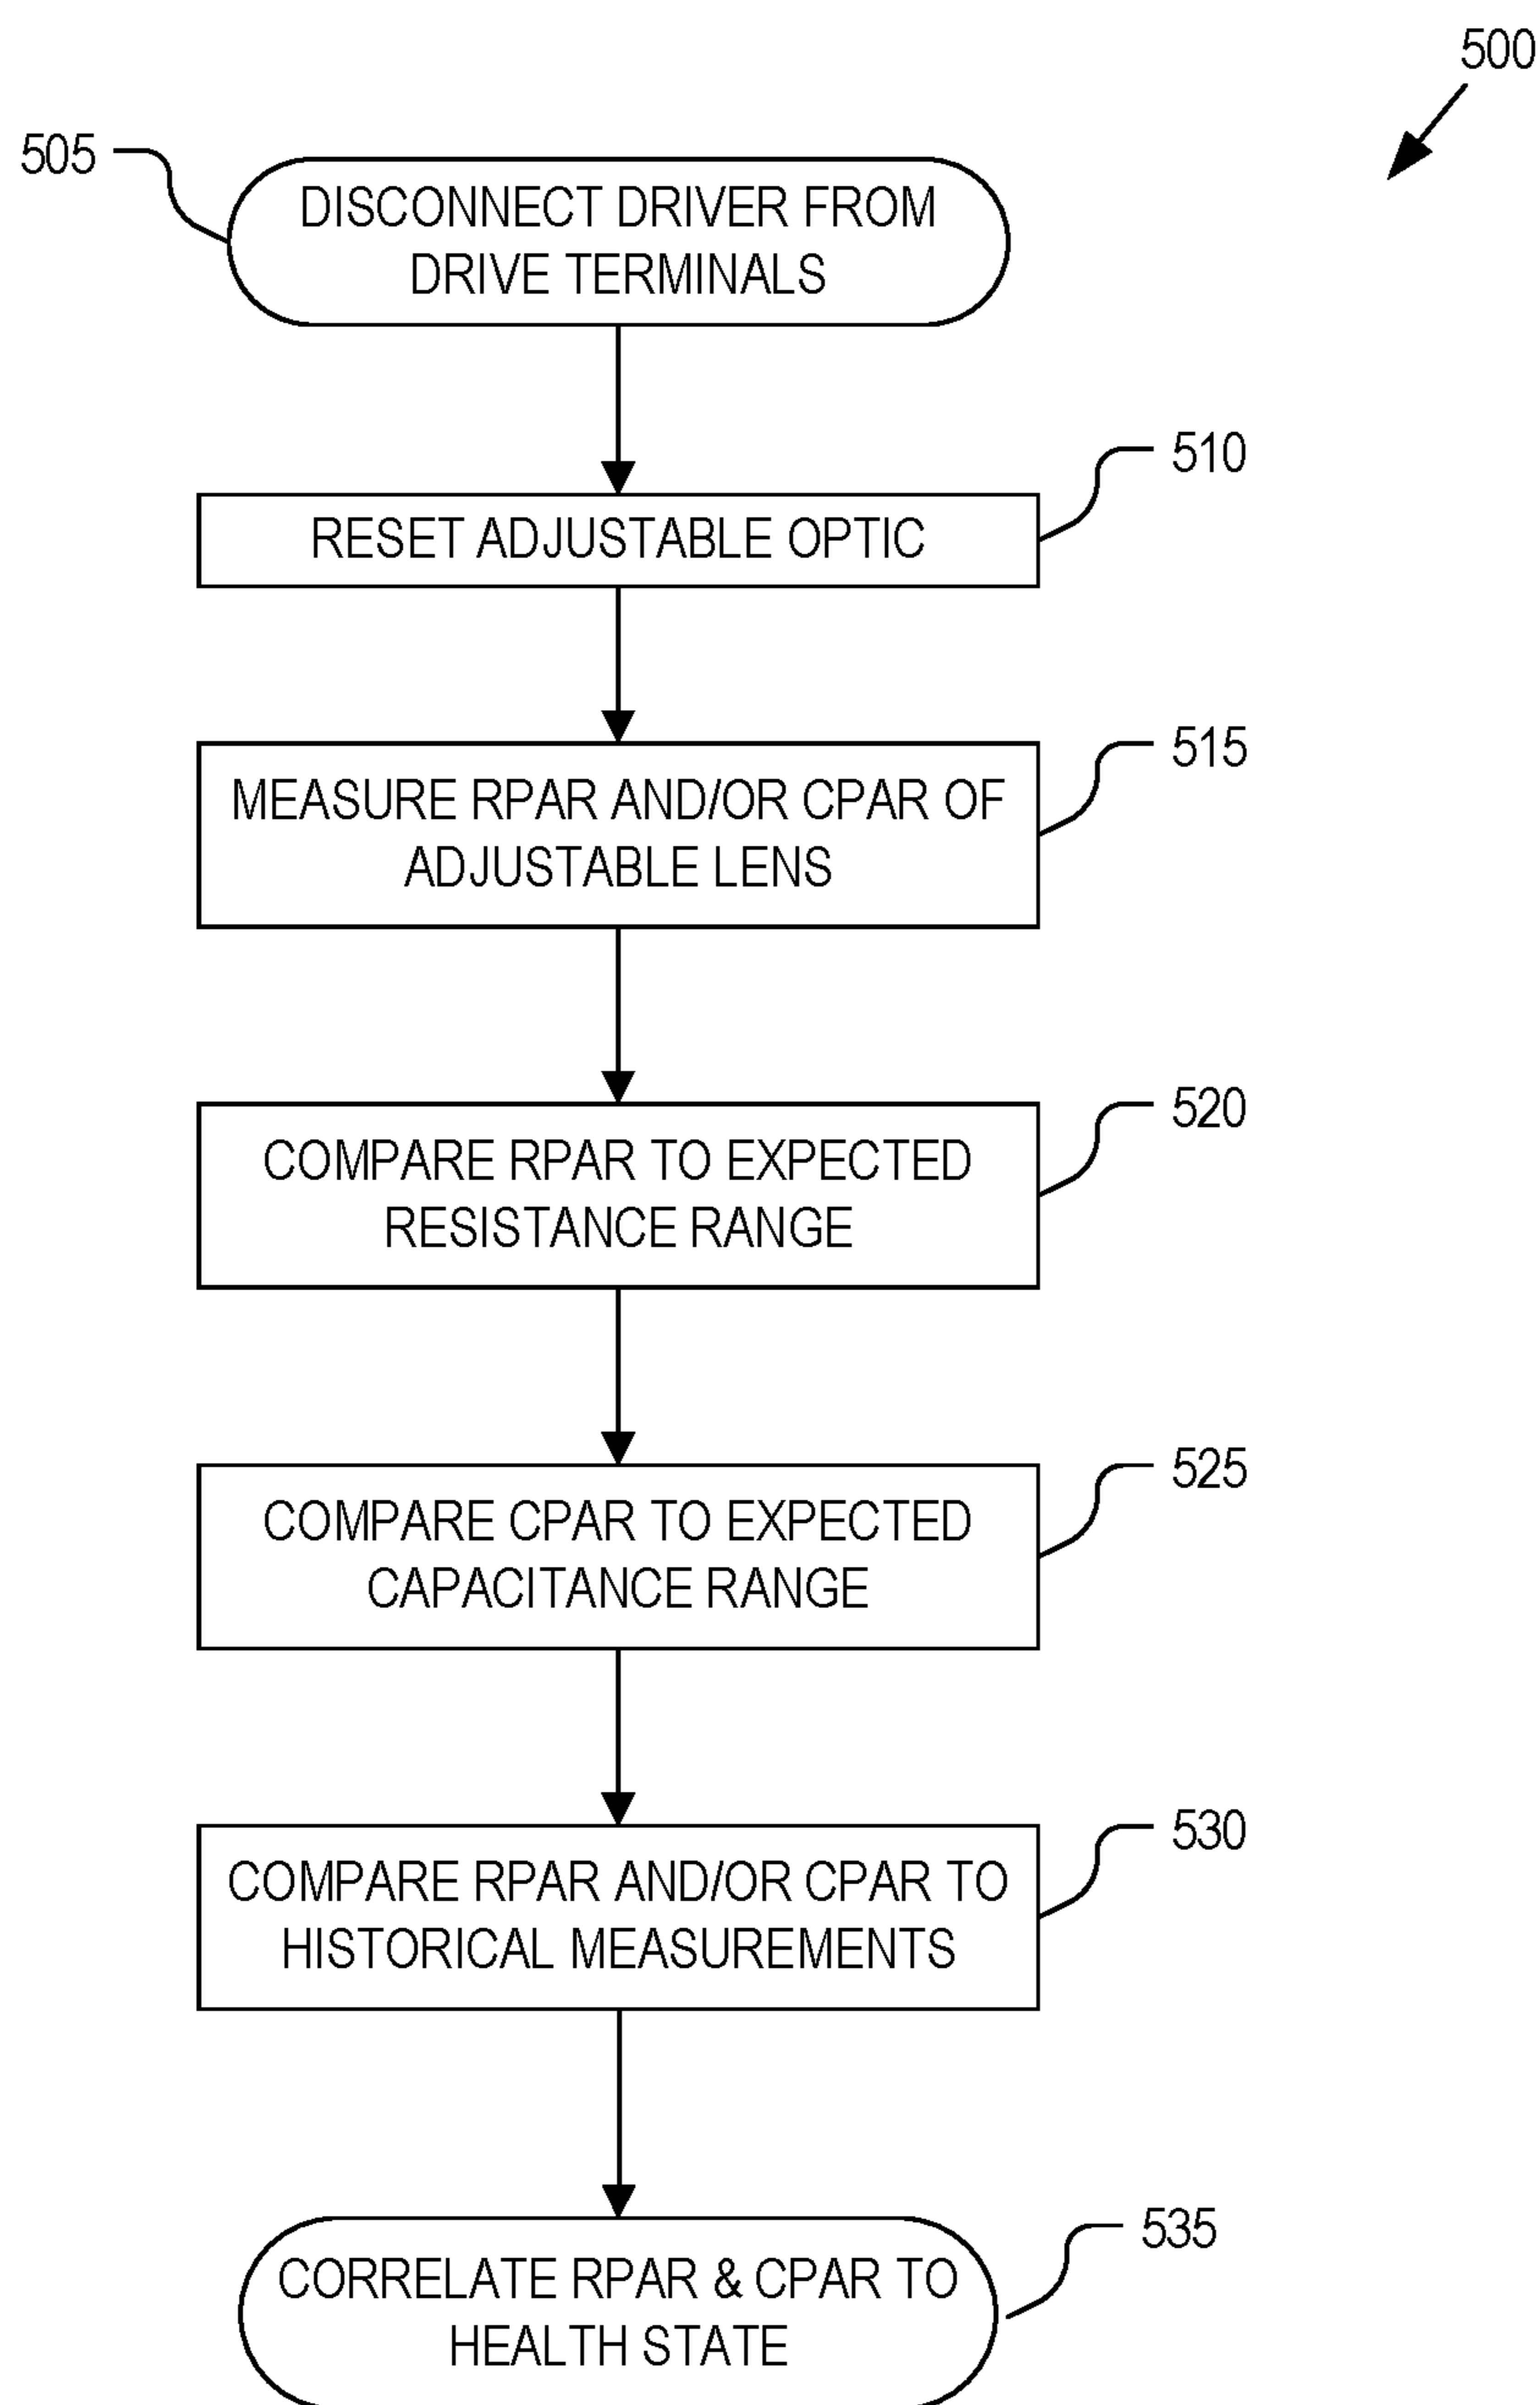 500
505
DISCONNECT DRIVER FROM
DRIVE TERMINALS
510
RESET ADJUSTABLE OPTIC
515
MEASURE RPAR AND/OR CPAR OF
ADJUSTABLE LENS
520
COMPARE RPAR TO EXPECTED
RESISTANCE RANGE
525
COMPARE CPAR TO EXPECTED
CAPACITANCE RANGE
530
COMPARE RPAR AND/OR CPAR TO
HISTORICAL MEASUREMENTS
535
CORRELATE RPAR & CPAR TO
HEALTH STATE